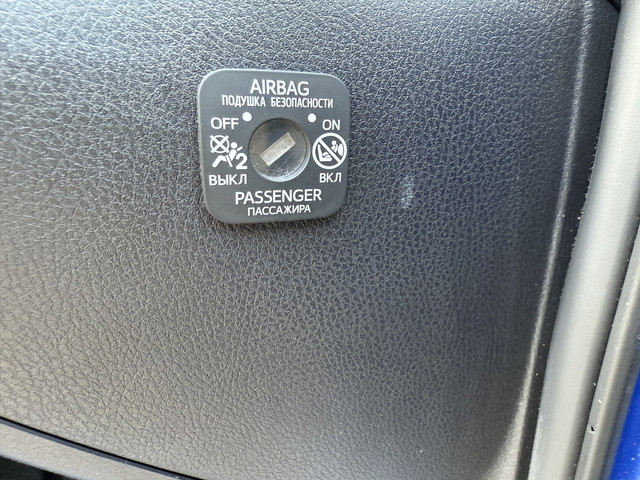 AIRBAG
ПОДУШКА БЕЗОПАСНОСТИ
OFF ON
2
ВЫКЛ ВКЛ
PASSENGER
ПАССАЖИРА